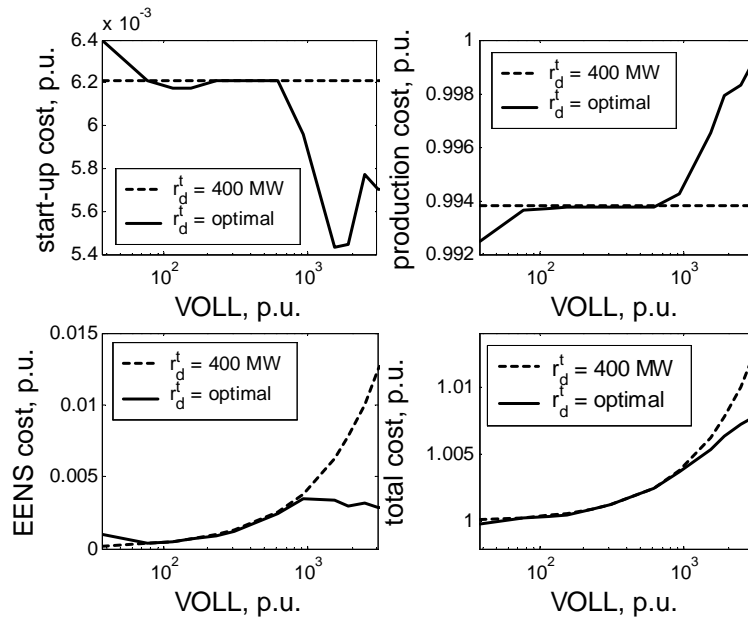 x 10^-3
6.4
6.2
6
5.8
5.6
5.4
start-up cost, p.u.
r_d^t = 400 MW
r_d^t = optimal
10^2
10^3
VOLL, p.u.
1
0.998
0.996
0.994
0.992
production cost, p.u.
r_d^t = 400 MW
r_d^t = optimal
10^2
10^3
VOLL, p.u.
0.015
0.01
0.005
0
EENS cost, p.u.
r_d^t = 400 MW
r_d^t = optimal
10^2
10^3
VOLL, p.u.
1.01
1.005
1
total cost, p.u.
r_d^t = 400 MW
r_d^t = optimal
10^2
10^3
VOLL, p.u.